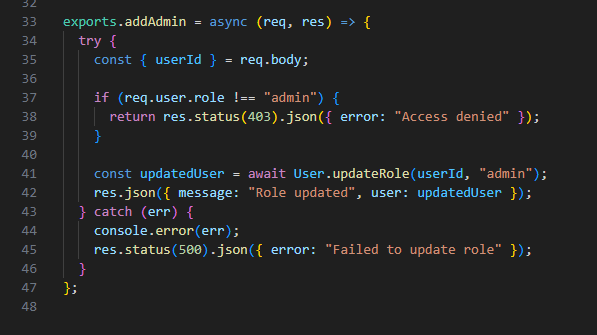 32
33 exports.addAdmin = async (req, res) => {
34   try {
35     const { userId } = req.body;
36
37     if (req.user.role !== "admin") {
38       return res.status(403).json({ error: "Access denied" });
39     }
40
41     const updatedUser = await User.updateRole(userId, "admin");
42     res.json({ message: "Role updated", user: updatedUser });
43   } catch (err) {
44     console.error(err);
45     res.status(500).json({ error: "Failed to update role" });
46   }
47 };
48